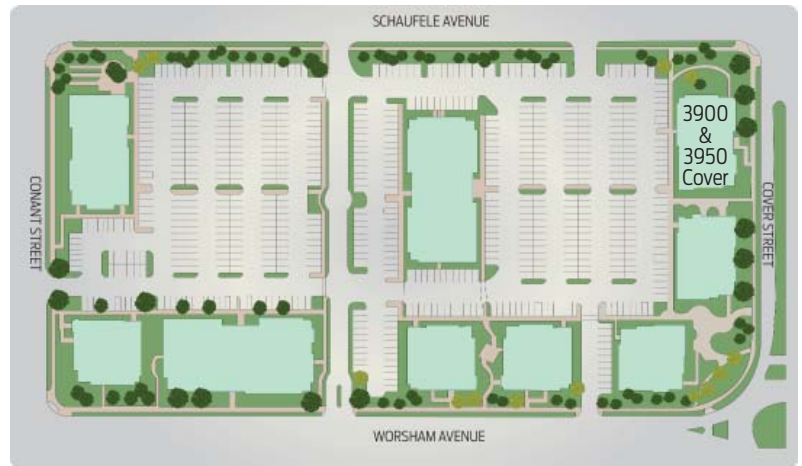 SCHAUFELE AVENUE
3900
&
3950
Cover
CONANT STREET
COVER STREET
WORSHAM AVENUE